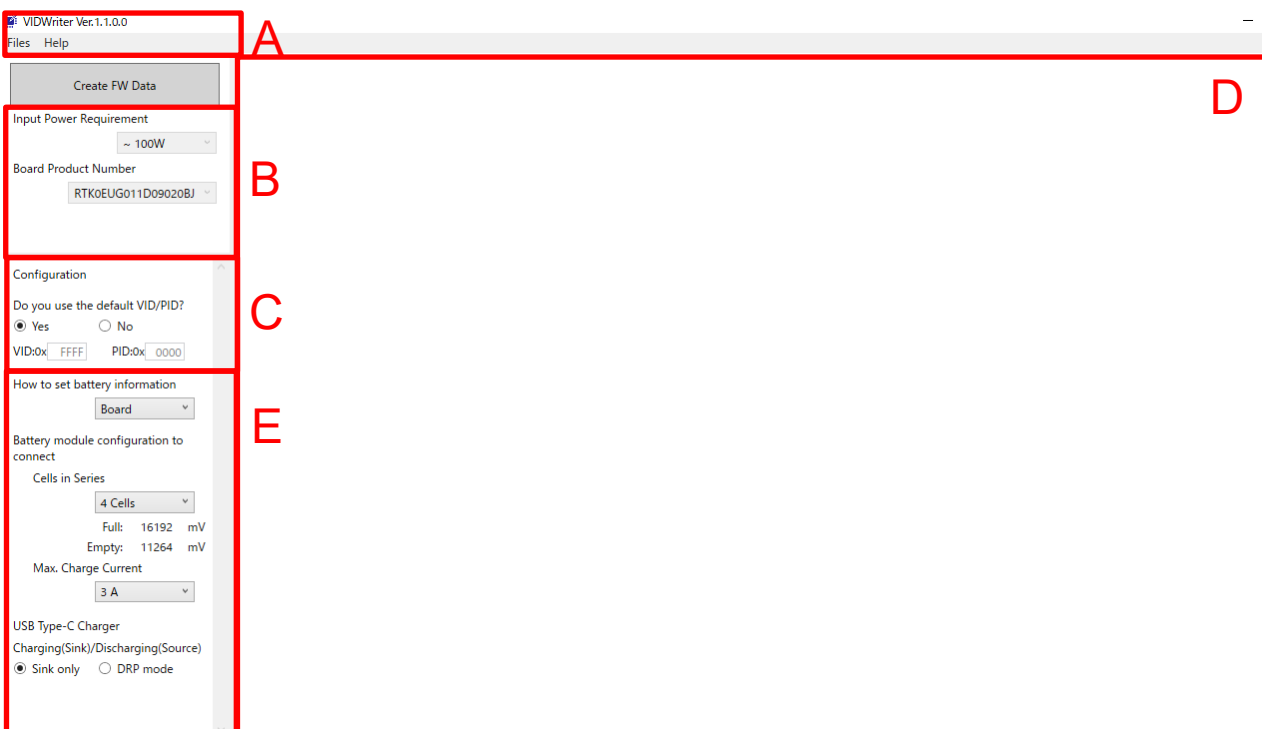 VIDWriter Ver.1.1.0.0
Files Help
A
Create FW Data
D
Input Power Requirement
~ 100W
Board Product Number
RTK0EUG011D09020BJ
B
Configuration
Do you use the default VID/PID?
Yes No
VID:0x FFFF PID:0x 0000
C
How to set battery information
Board
E
Battery module configuration to
connect
Cells in Series
4 Cells
Full: 16192 mV
Empty: 11264 mV
Max. Charge Current
3 A
USB Type-C Charger
Charging(Sink)/Discharging(Source)
Sink only DRP mode